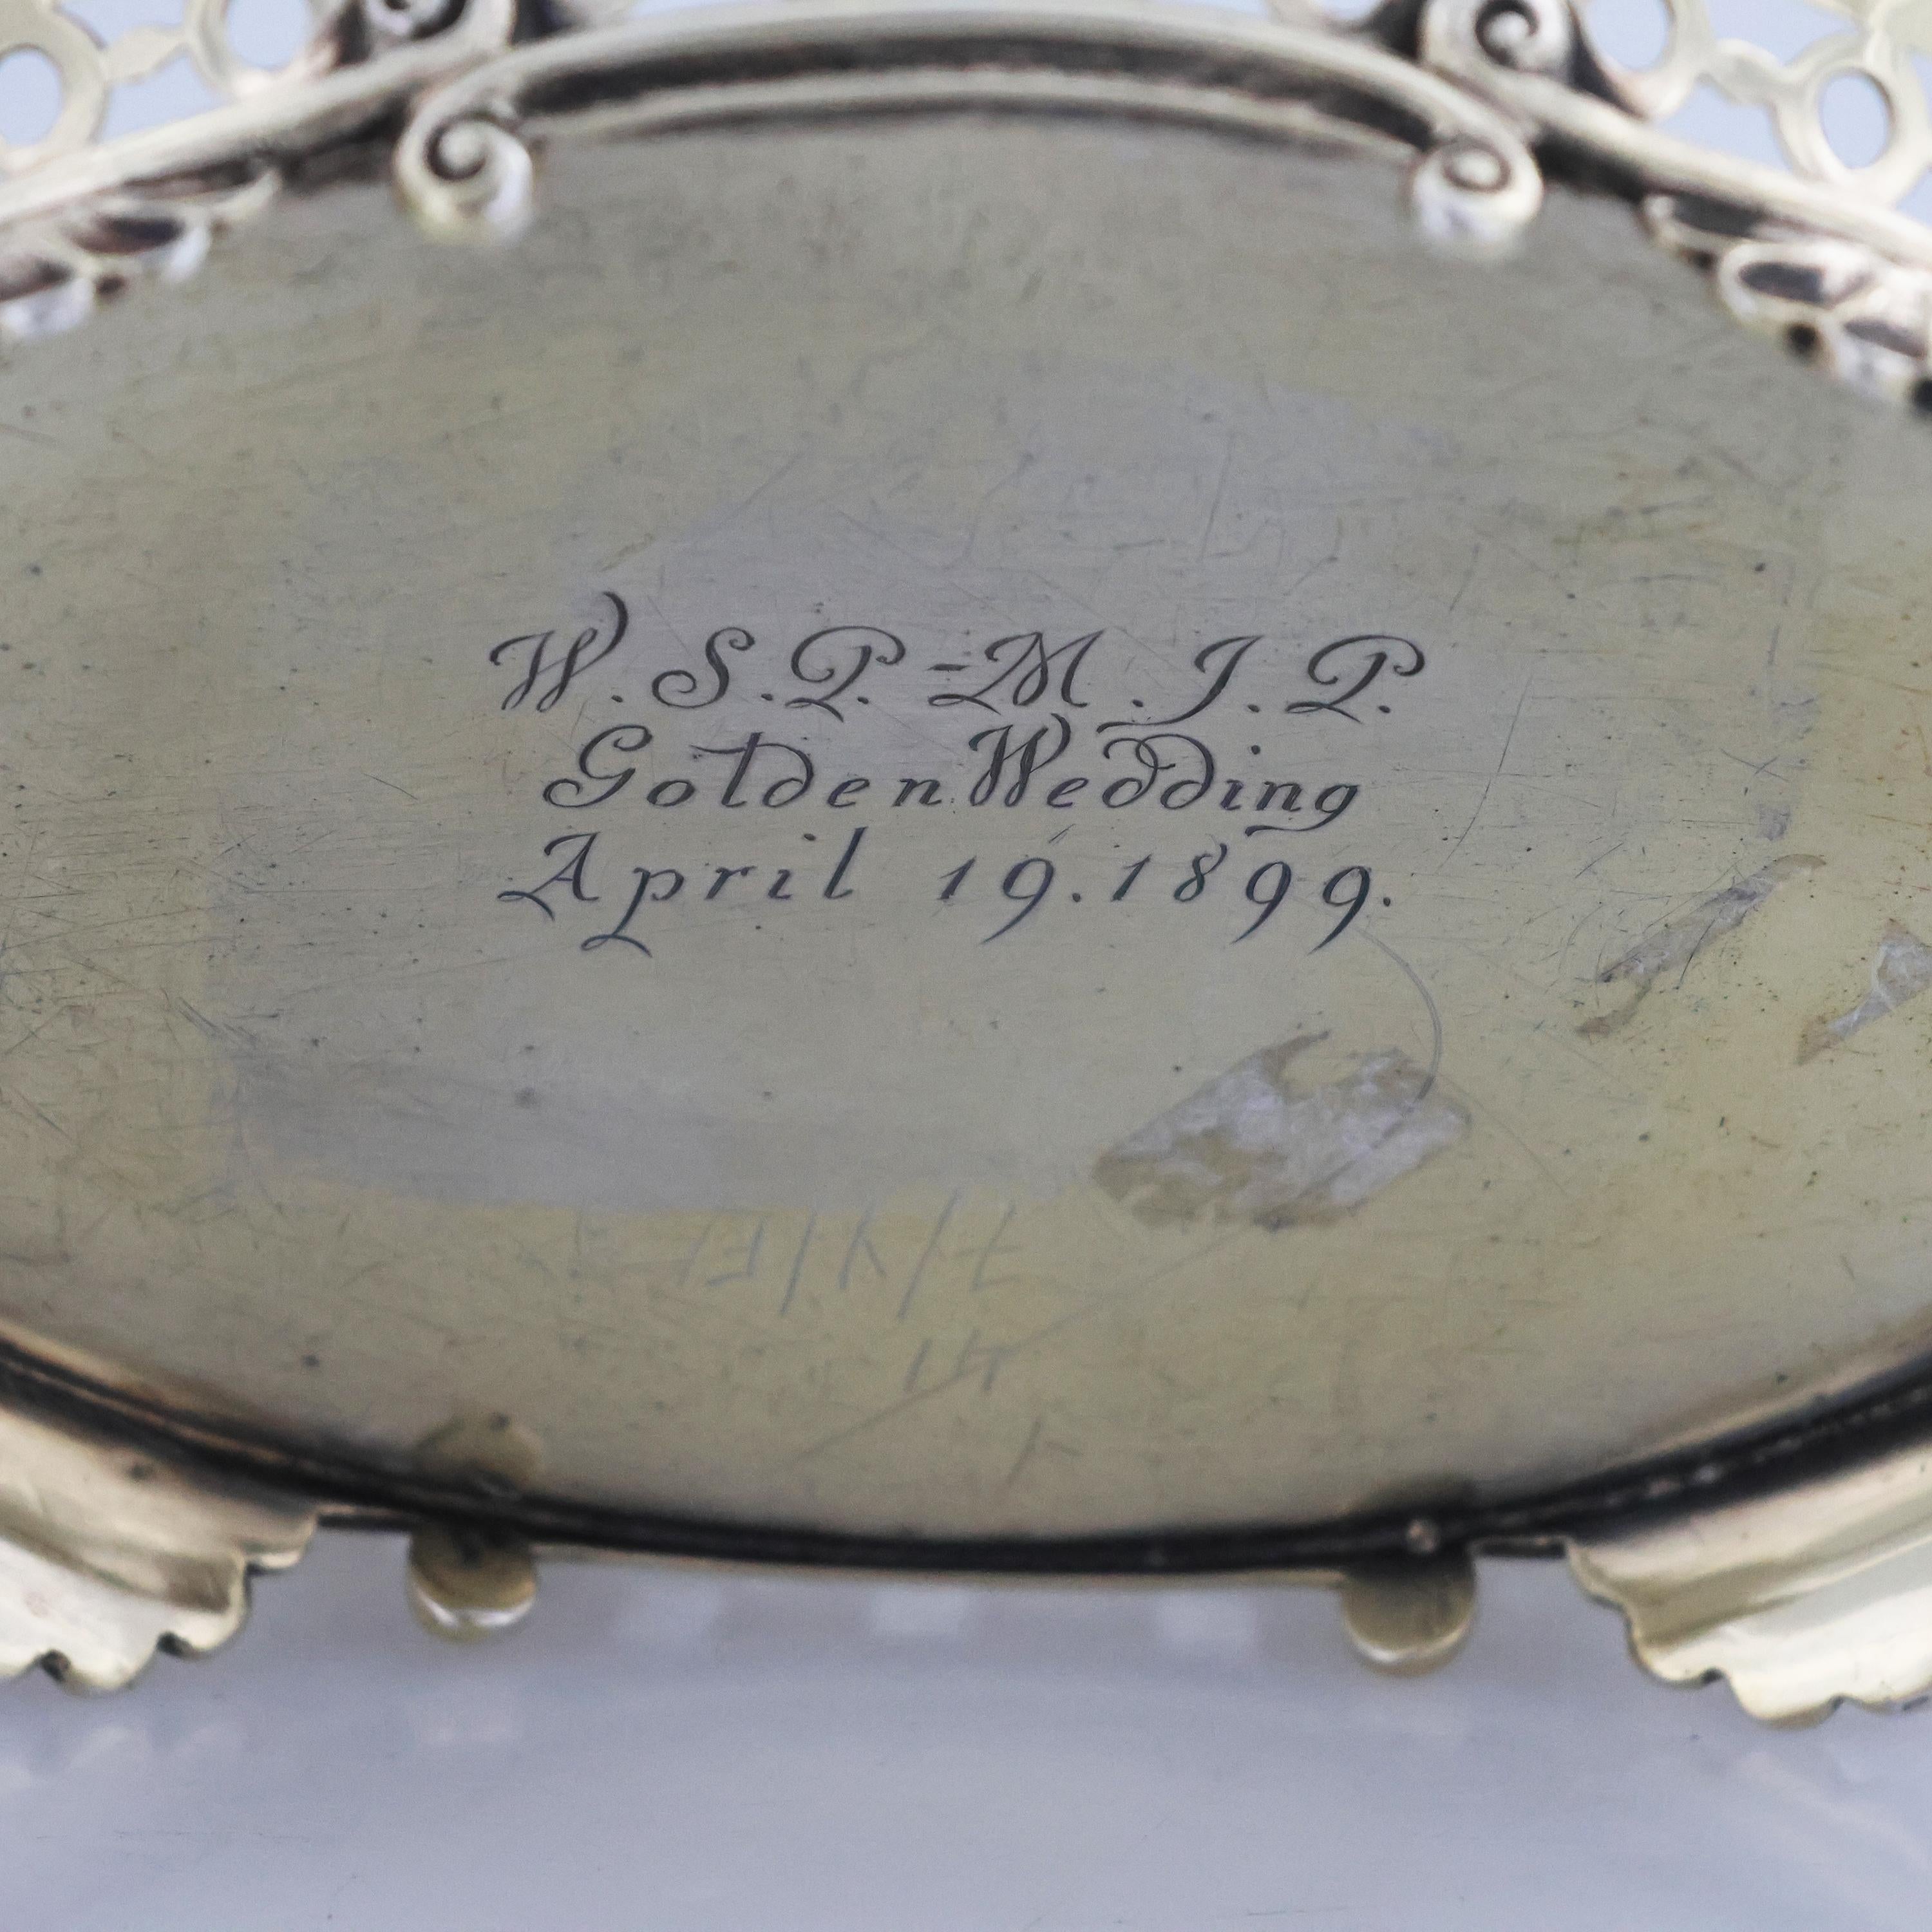 W.S.P.-M.J.P.
Golden Wedding
April 19.1899.